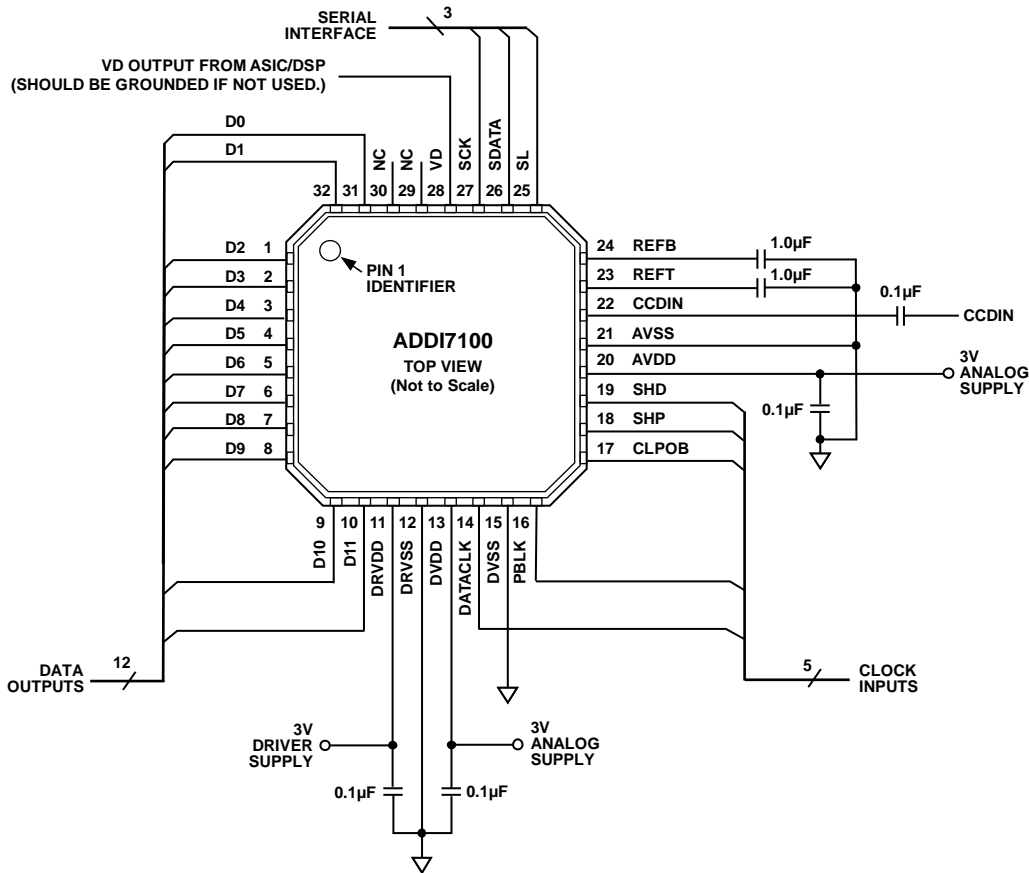 SERIAL
INTERFACE
3
VD OUTPUT FROM ASIC/DSP
(SHOULD BE GROUNDED IF NOT USED.)
D0
D1
NC
NC
VD
SCK
SDATA
SL
32 31 30 29 28 27 26 25
D2 1
D3 2
D4 3
D5 4
D6 5
D7 6
D8 7
D9 8
PIN 1
IDENTIFIER
ADDI7100
TOP VIEW
(Not to Scale)
24 REFB
23 REFT
22 CCDIN
21 AVSS
20 AVDD
19 SHD
18 SHP
17 CLPOB
1.0µF
1.0µF
0.1µF
CCDIN
3V
ANALOG
SUPPLY
0.1µF
9 10 11 12 13 14 15 16
D10
D11
DRVDD
DRVSS
DVDD
DATACLK
DVSS
PBLK
DATA
OUTPUTS
12
5
CLOCK
INPUTS
3V
DRIVER
SUPPLY
3V
ANALOG
SUPPLY
0.1µF
0.1µF